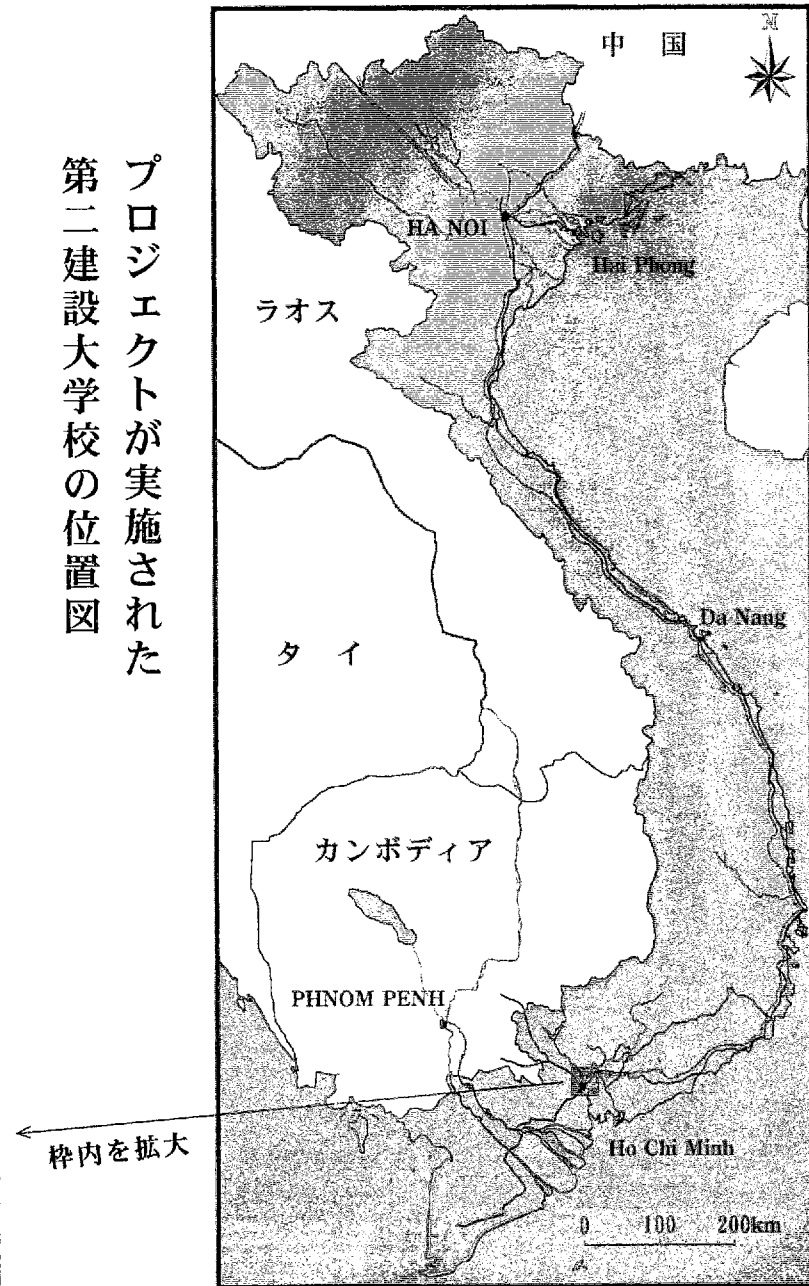 プロジェクトが実施された
第二建設大学校の位置図
中国
N
HA NOI
Hai Phong
ラオス
Da Nang
タイ
カンボディア
PHNOM PENH
枠内を拡大
Ho Chi Minh
0 100 200km